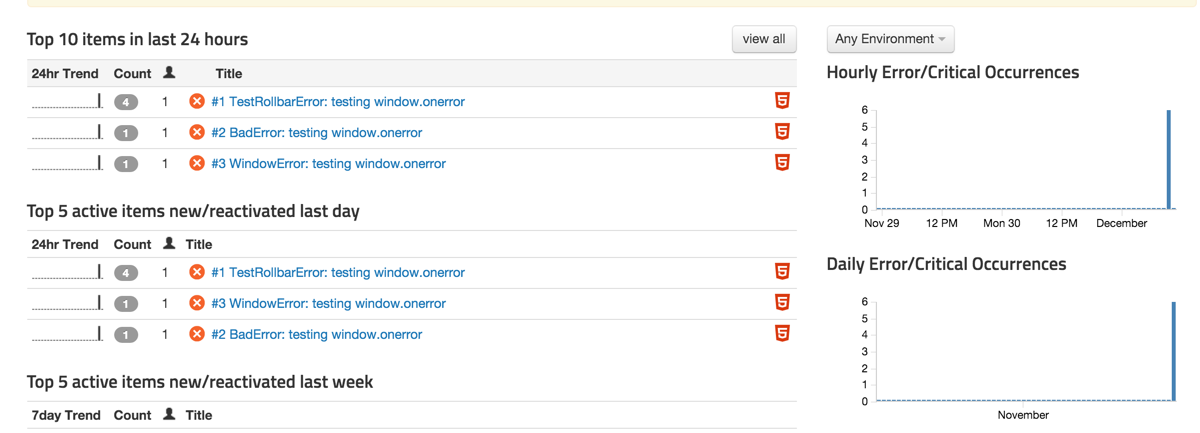 Top 10 items in last 24 hours
view all
24hr Trend Count Title
4 1 #1 TestRollbarError: testing window.onerror
1 1 #2 BadError: testing window.onerror
1 1 #3 WindowError: testing window.onerror
Top 5 active items new/reactivated last day
24hr Trend Count Title
4 1 #1 TestRollbarError: testing window.onerror
1 1 #3 WindowError: testing window.onerror
1 1 #2 BadError: testing window.onerror
Top 5 active items new/reactivated last week
7day Trend Count Title
Any Environment
Hourly Error/Critical Occurrences
6
5
4
3
2
1
0
Nov 29 12 PM Mon 30 12 PM December
Daily Error/Critical Occurrences
6
5
4
3
2
1
0
November